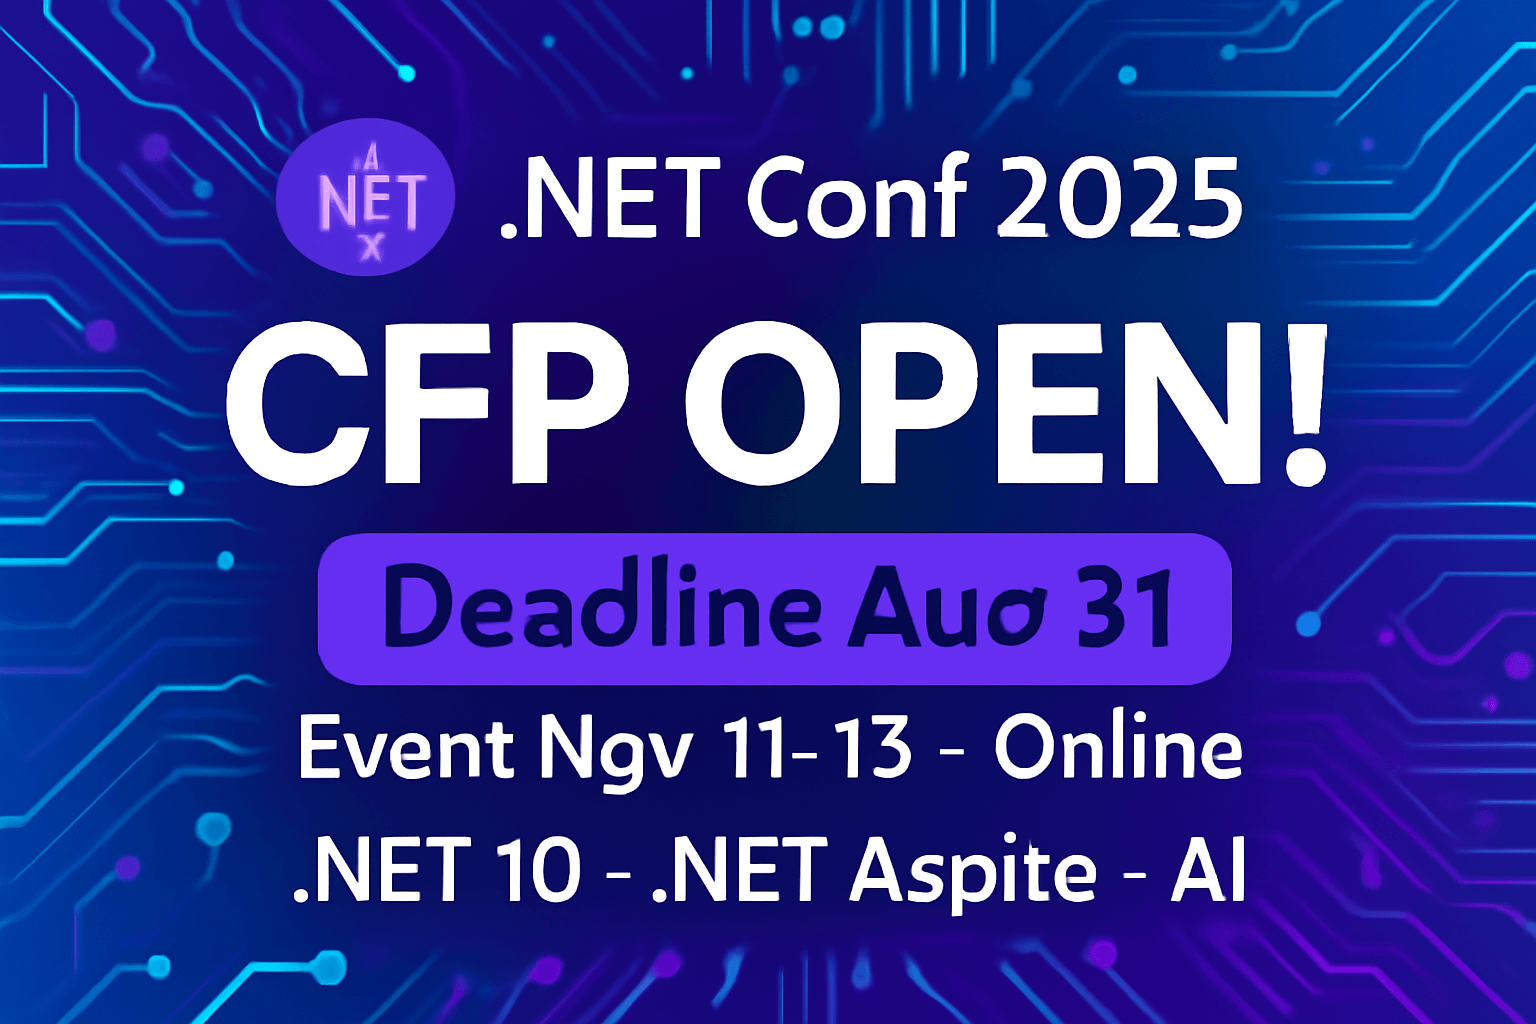 .NET Conf 2025
.A
NET
X
CFP OPEN!
Deadline Auo 31
Event Ngv 11-13 - Online
.NET 10 - .NET Aspite - AI